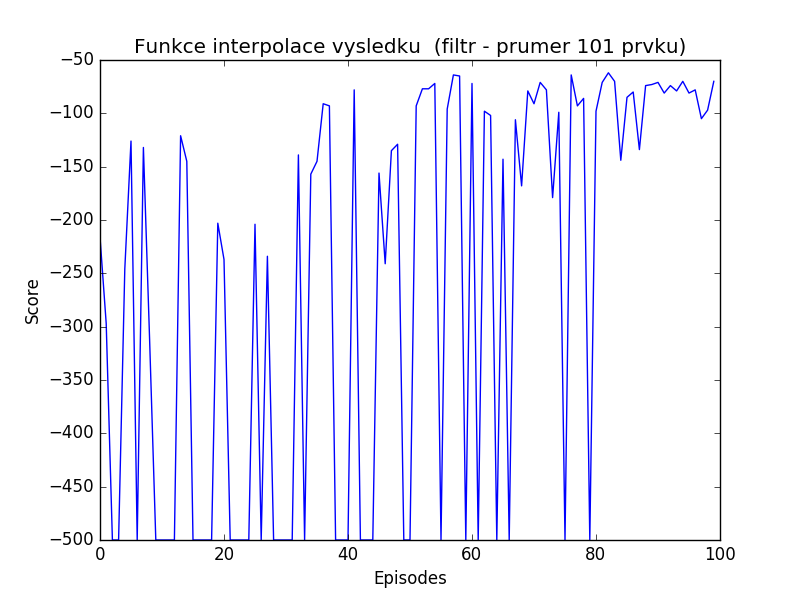 Funkce interpolace vysledku (filtr - prumer 101 prvku)
−50
−100
−150
−200
−250
−300
−350
−400
−450
−500
Score
0 20 40 60 80 100
Episodes